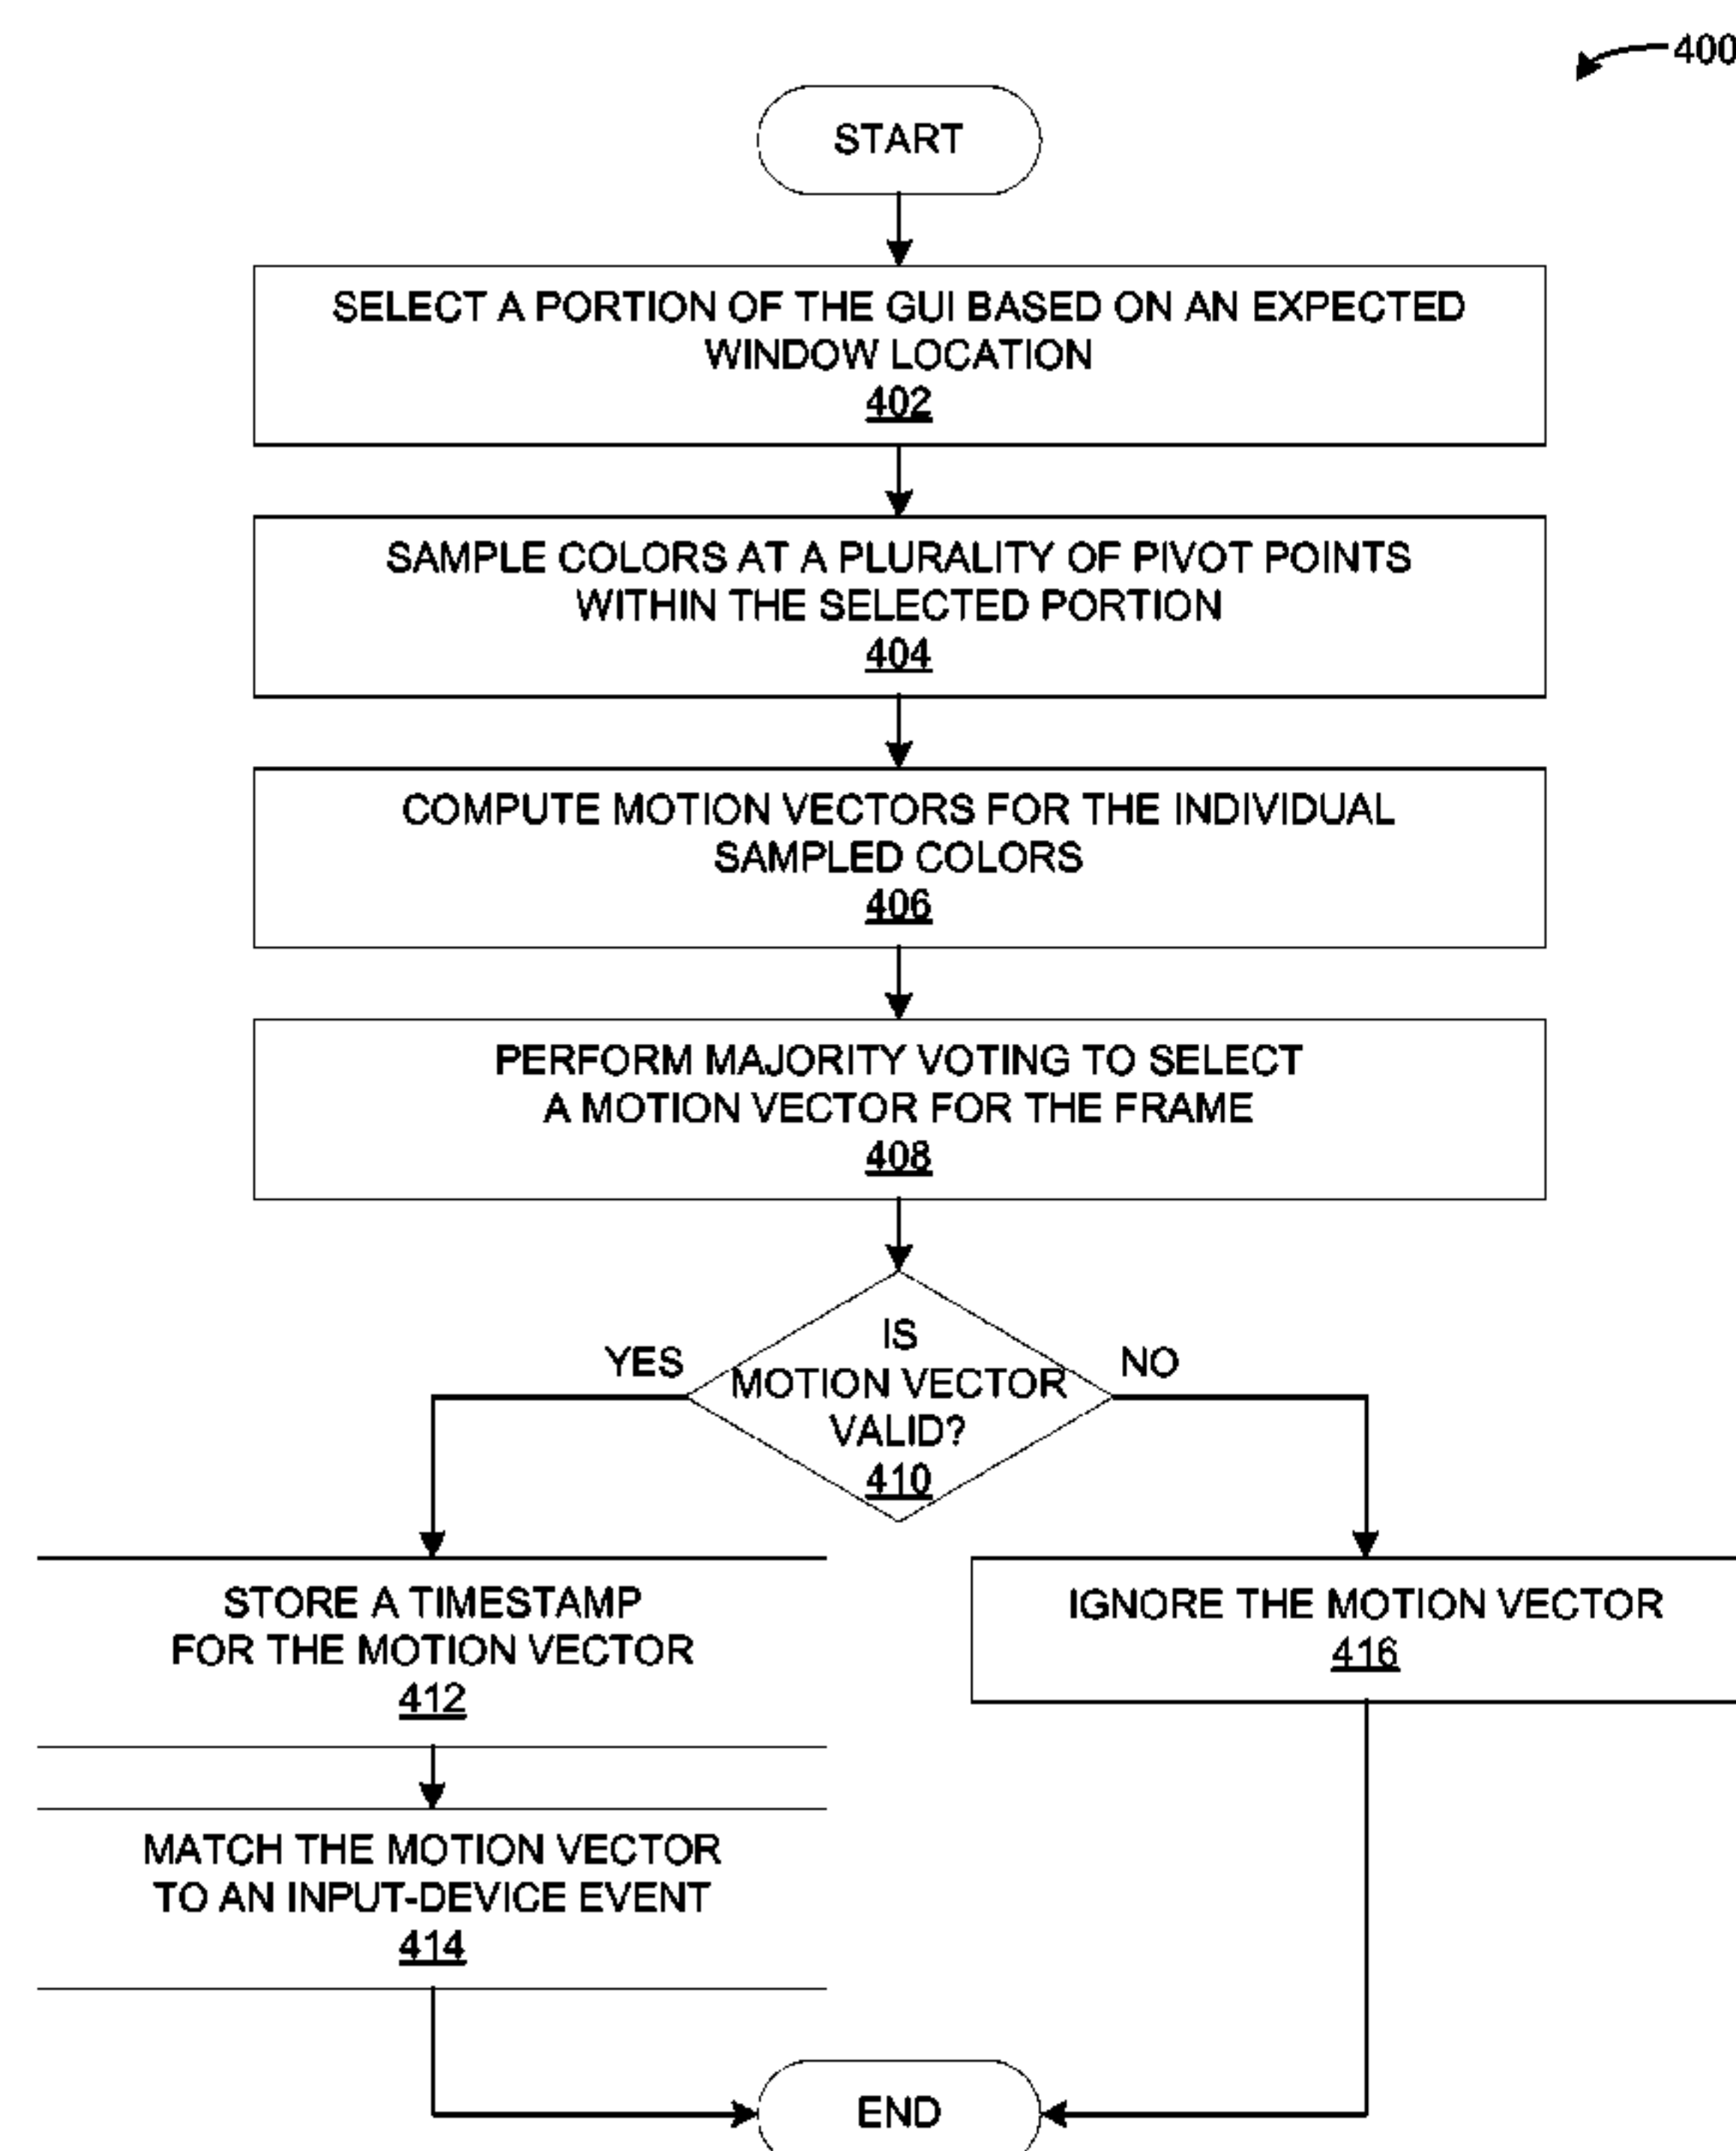 400
START
SELECT A PORTION OF THE GUI BASED ON AN EXPECTED
WINDOW LOCATION
402
SAMPLE COLORS AT A PLURALITY OF PIVOT POINTS
WITHIN THE SELECTED PORTION
404
COMPUTE MOTION VECTORS FOR THE INDIVIDUAL
SAMPLED COLORS
406
PERFORM MAJORITY VOTING TO SELECT
A MOTION VECTOR FOR THE FRAME
408
IS
MOTION VECTOR
VALID?
410
YES
NO
STORE A TIMESTAMP
FOR THE MOTION VECTOR
412
IGNORE THE MOTION VECTOR
416
MATCH THE MOTION VECTOR
TO AN INPUT-DEVICE EVENT
414
END